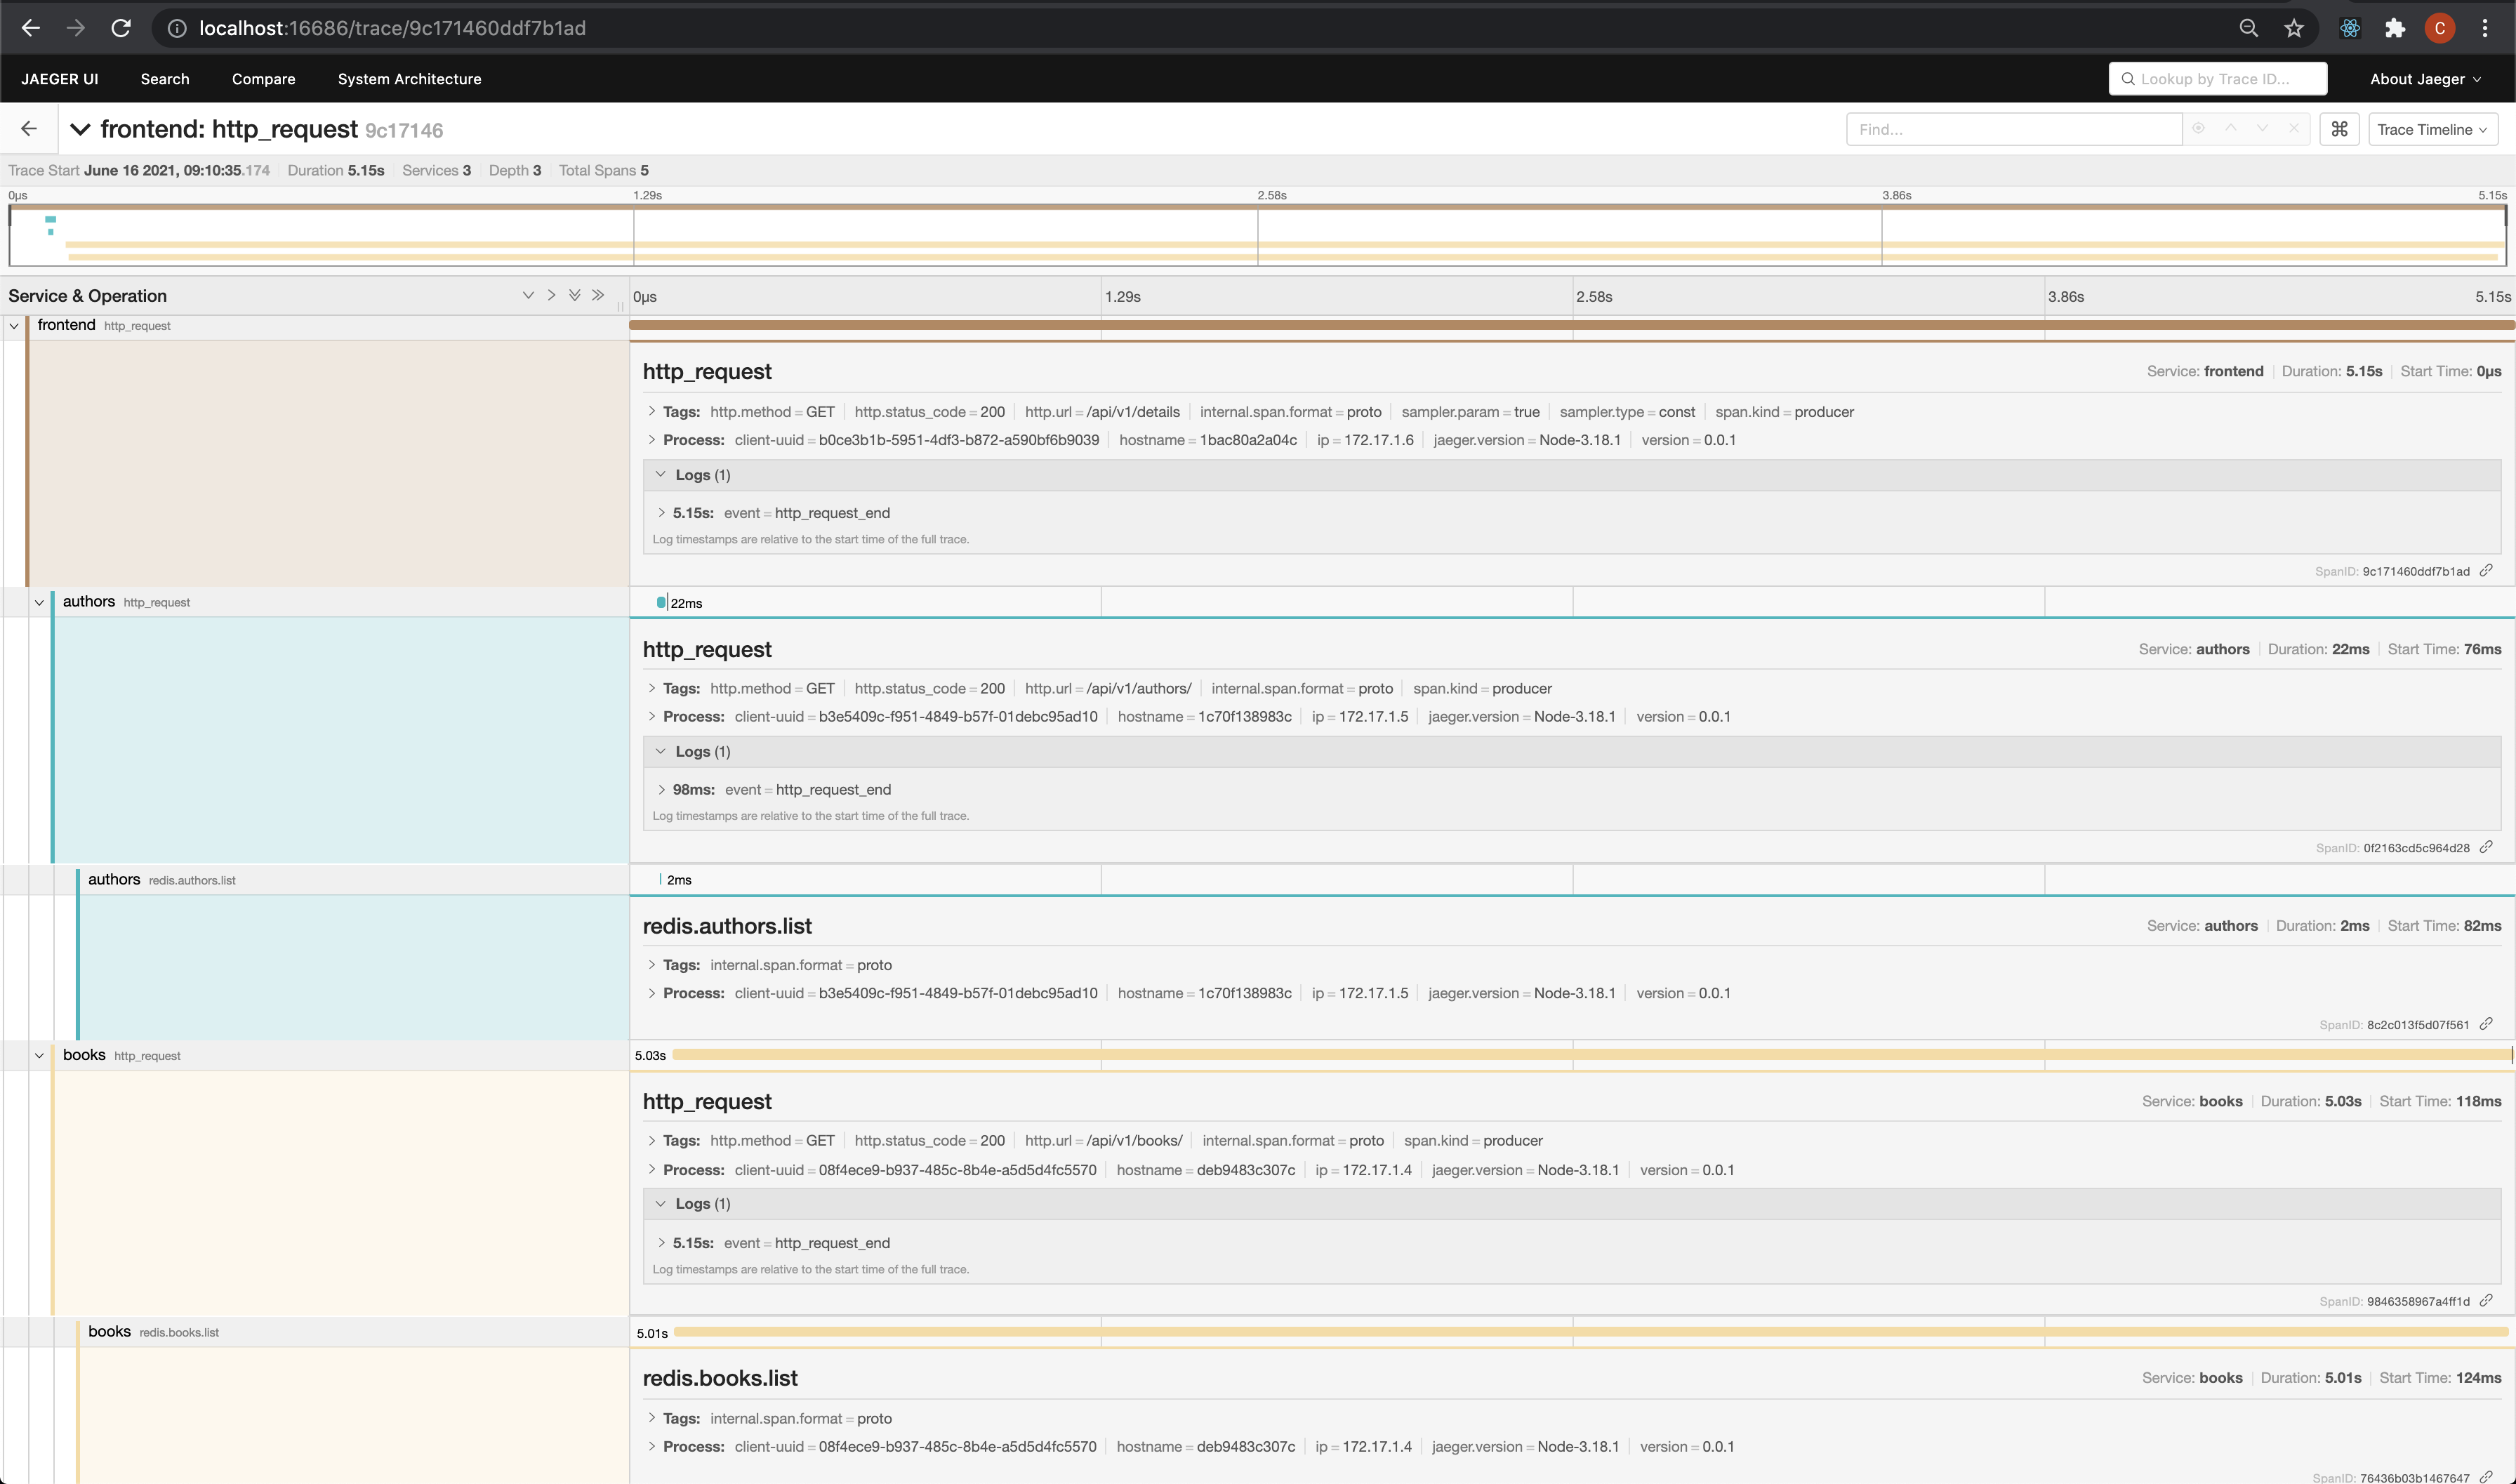 localhost:16686/trace/9c171460ddf7b1ad C
JAEGER UI Search Compare System Architecture Lookup by Trace ID... About Jaeger
frontend: http_request 9c17146 Find... ⌘ Trace Timeline
Trace Start June 16 2021, 09:10:35.174 Duration 5.15s Services 3 Depth 3 Total Spans 5
0μs 1.29s 2.58s 3.86s 5.15s
Service & Operation 0μs 1.29s 2.58s 3.86s 5.15s
frontend http_request
http_request Service: frontend Duration: 5.15s Start Time: 0μs
Tags: http.method = GET http.status_code = 200 http.url = /api/v1/details internal.span.format = proto sampler.param = true sampler.type = const span.kind = producer
Process: client-uuid = b0ce3b1b-5951-4df3-b872-a590bf6b9039 hostname = 1bac80a2a04c ip = 172.17.1.6 jaeger.version = Node-3.18.1 version = 0.0.1
Logs (1)
5.15s: event = http_request_end
Log timestamps are relative to the start time of the full trace.
SpanID: 9c171460ddf7b1ad
authors http_request 22ms
http_request Service: authors Duration: 22ms Start Time: 76ms
Tags: http.method = GET http.status_code = 200 http.url = /api/v1/authors/ internal.span.format = proto span.kind = producer
Process: client-uuid = b3e5409c-f951-4849-b57f-01debc95ad10 hostname = 1c70f138983c ip = 172.17.1.5 jaeger.version = Node-3.18.1 version = 0.0.1
Logs (1)
98ms: event = http_request_end
Log timestamps are relative to the start time of the full trace.
SpanID: 0f2163cd5c964d28
authors redis.authors.list 2ms
redis.authors.list Service: authors Duration: 2ms Start Time: 82ms
Tags: internal.span.format = proto
Process: client-uuid = b3e5409c-f951-4849-b57f-01debc95ad10 hostname = 1c70f138983c ip = 172.17.1.5 jaeger.version = Node-3.18.1 version = 0.0.1
SpanID: 8c2c013f5d07f561
books http_request 5.03s
http_request Service: books Duration: 5.03s Start Time: 118ms
Tags: http.method = GET http.status_code = 200 http.url = /api/v1/books/ internal.span.format = proto span.kind = producer
Process: client-uuid = 08f4ece9-b937-485c-8b4e-a5d5d4fc5570 hostname = deb9483c307c ip = 172.17.1.4 jaeger.version = Node-3.18.1 version = 0.0.1
Logs (1)
5.15s: event = http_request_end
Log timestamps are relative to the start time of the full trace.
SpanID: 9846358967a4ff1d
books redis.books.list 5.01s
redis.books.list Service: books Duration: 5.01s Start Time: 124ms
Tags: internal.span.format = proto
Process: client-uuid = 08f4ece9-b937-485c-8b4e-a5d5d4fc5570 hostname = deb9483c307c ip = 172.17.1.4 jaeger.version = Node-3.18.1 version = 0.0.1
SpanID: 76436b03b1467647